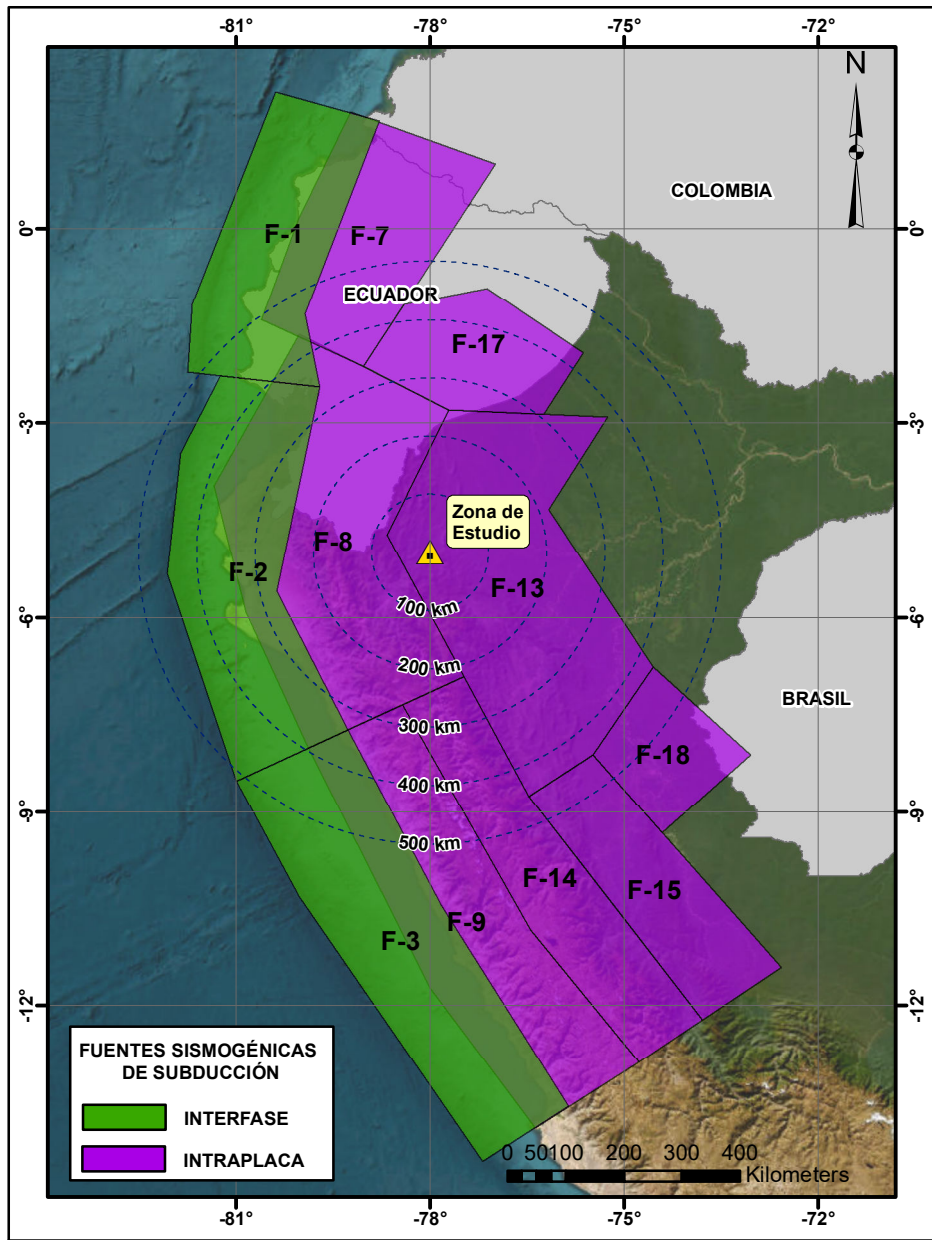 -81°
-78°
-75°
-72°
N
COLOMBIA
0°
0°
F-1
F-7
ECUADOR
F-17
-3°
-3°
Zona de
Estudio
F-8
F-2
F-13
100 km
-6°
-6°
200 km
BRASIL
300 km
F-18
400 km
500 km
-9°
-9°
F-14
F-15
F-9
F-3
-12°
-12°
FUENTES SISMOGÉNICAS
DE SUBDUCCIÓN
INTERFASE
INTRAPLACA
0 50 100 200 300 400
Kilometers
-81°
-78°
-75°
-72°